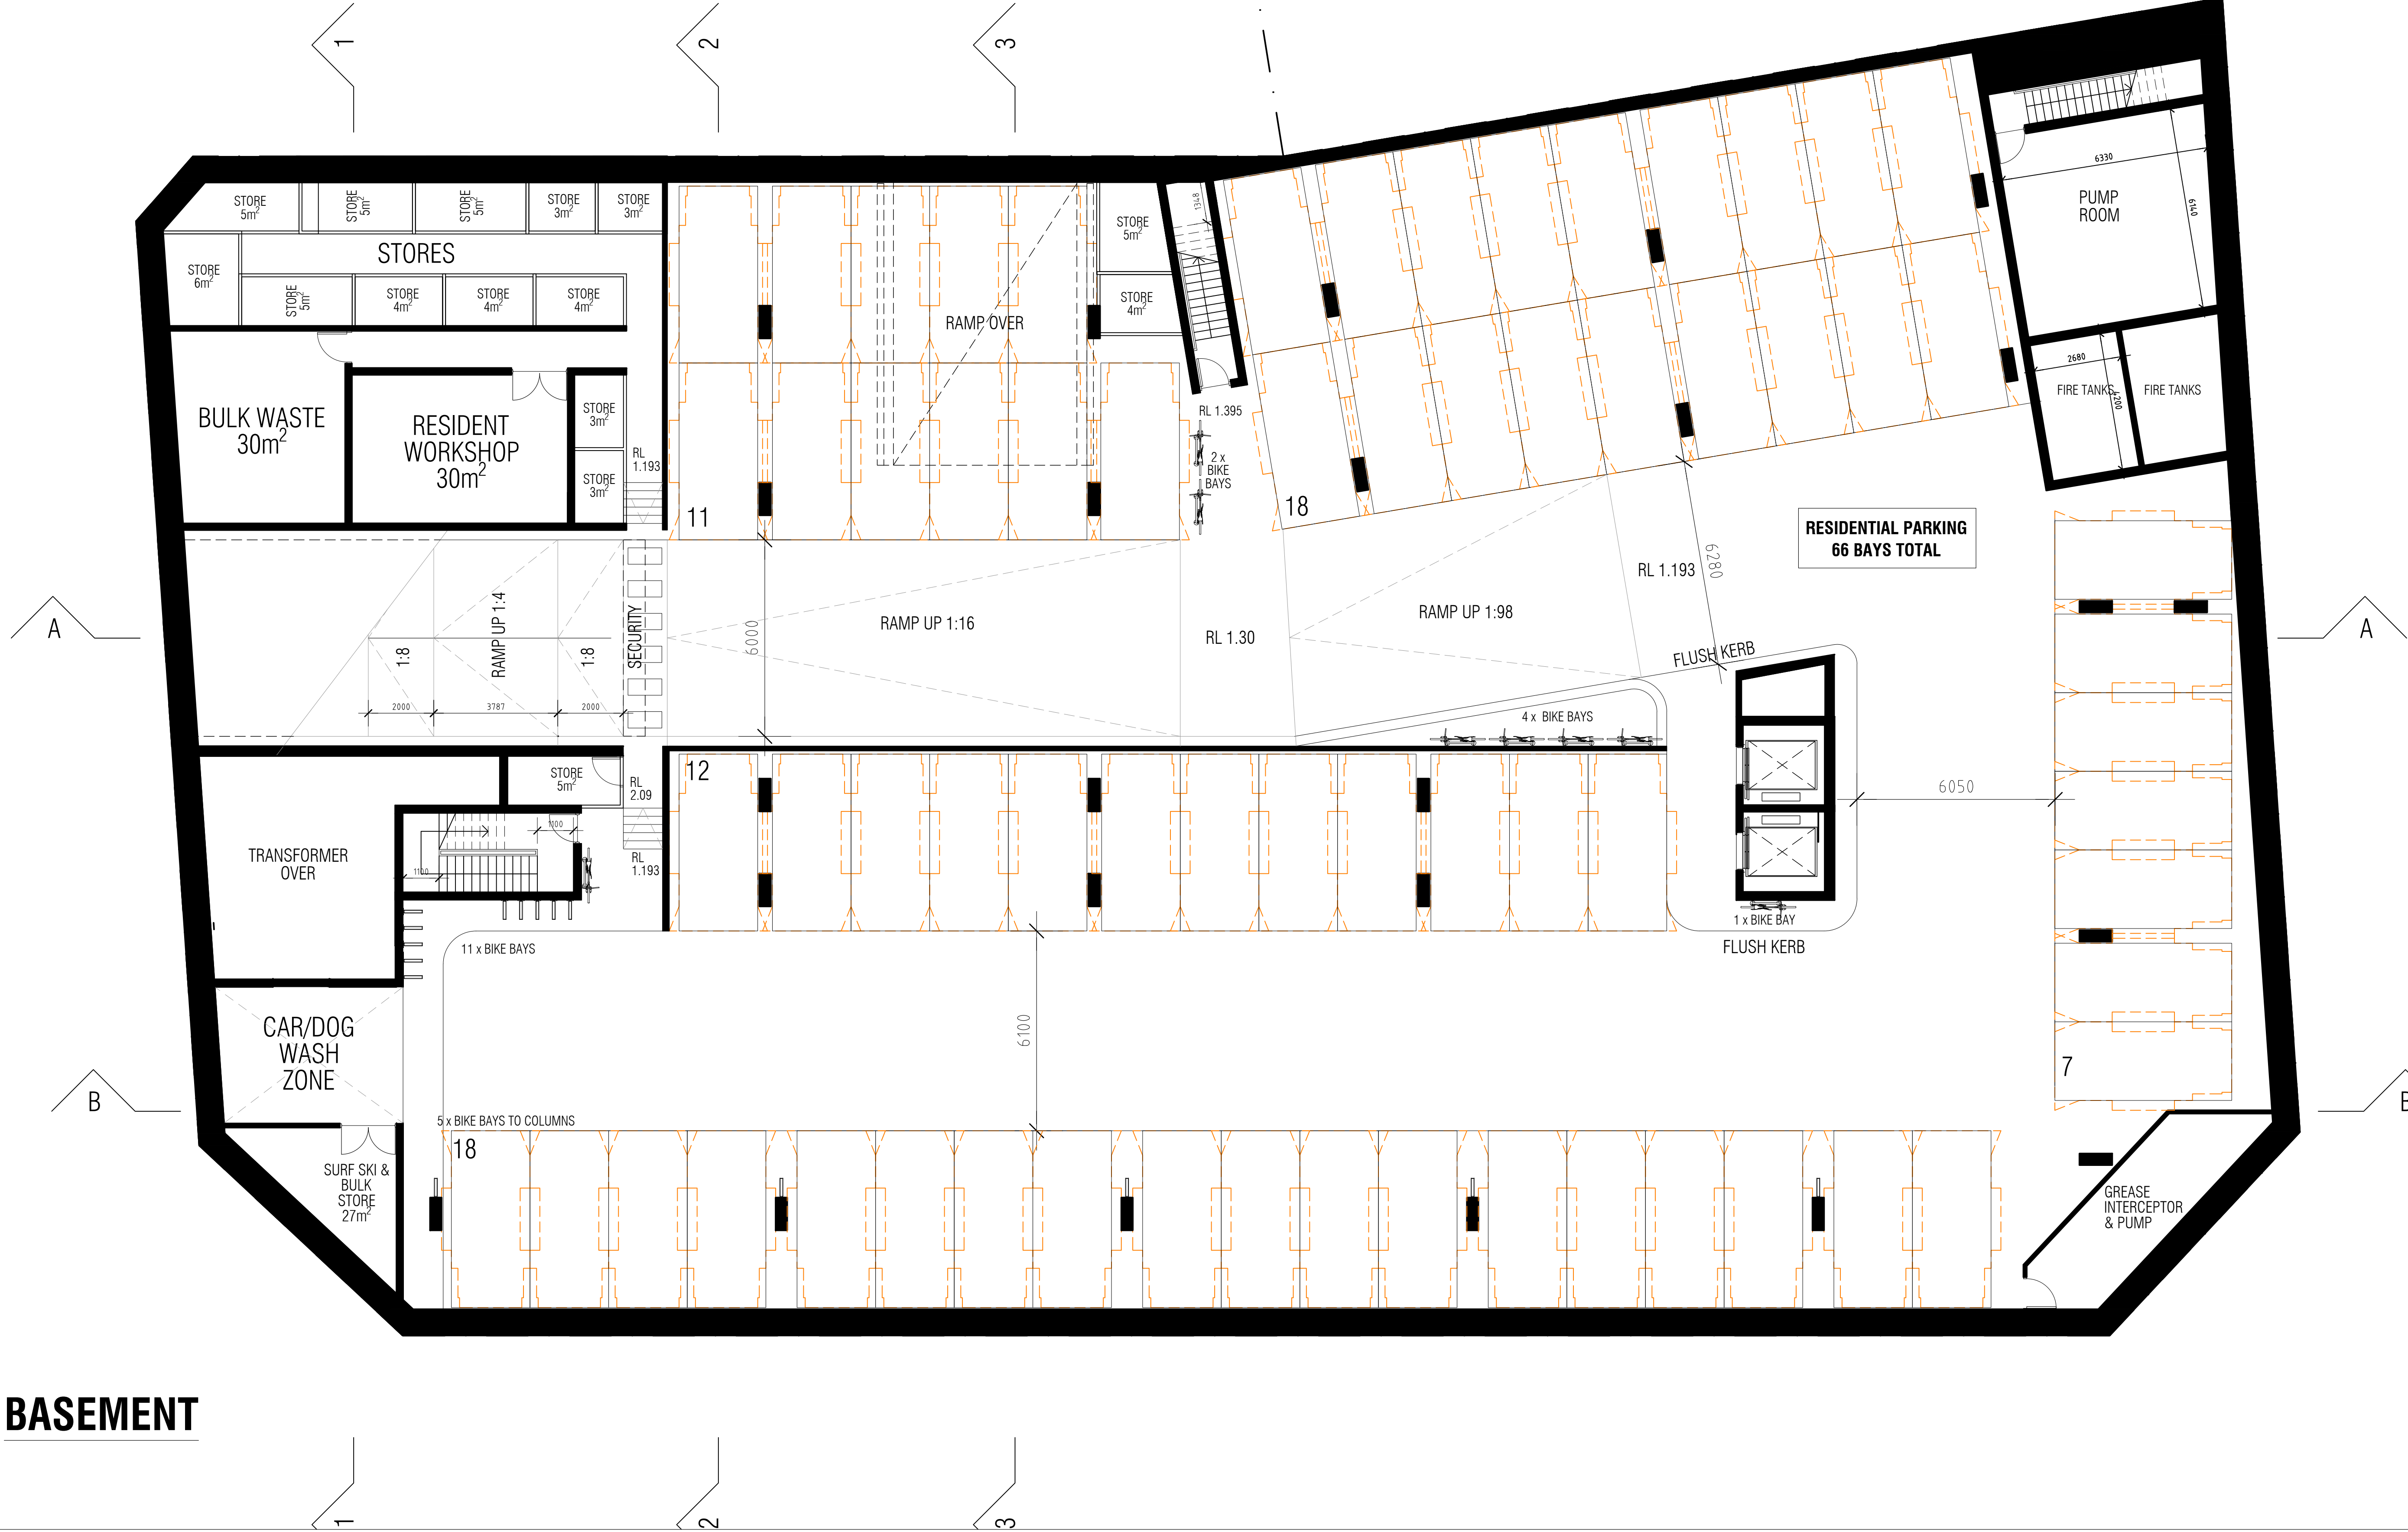 1
2
3
STORE
5m²
STORE
5m²
STORE
5m²
STORE
3m²
STORE
3m²
STORES
STORE
6m²
STORE
5m²
STORE
4m²
STORE
4m²
STORE
4m²
BULK WASTE
30m²
RESIDENT
WORKSHOP
30m²
STORE
3m²
STORE
3m²
RL
1.193
11
RAMP OVER
STORE
5m²
STORE
4m²
1348
RL 1.395
2 x
BIKE
BAYS
18
6330
PUMP
ROOM
6140
2680
FIRE TANKS
4200
FIRE TANKS
RESIDENTIAL PARKING
66 BAYS TOTAL
A
1:8
RAMP UP 1:4
1:8
SECURITY
2000
3787
2000
6000
RAMP UP 1:16
RL 1.30
RAMP UP 1:98
RL 1.193
6280
FLUSH KERB
A
4 x BIKE BAYS
STORE
5m²
RL
2.09
12
6050
TRANSFORMER
OVER
1100
1100
RL
1.193
1 x BIKE BAY
FLUSH KERB
11 x BIKE BAYS
CAR/DOG
WASH
ZONE
6100
7
B
B
5 x BIKE BAYS TO COLUMNS
18
SURF SKI &
BULK
STORE
27m²
GREASE
INTERCEPTOR
& PUMP
BASEMENT
1
2
3